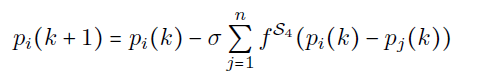 p_i(k + 1) = p_i(k) − σ ∑_{j=1}^{n} f^{𝒮_4}(p_i(k) − p_j(k))